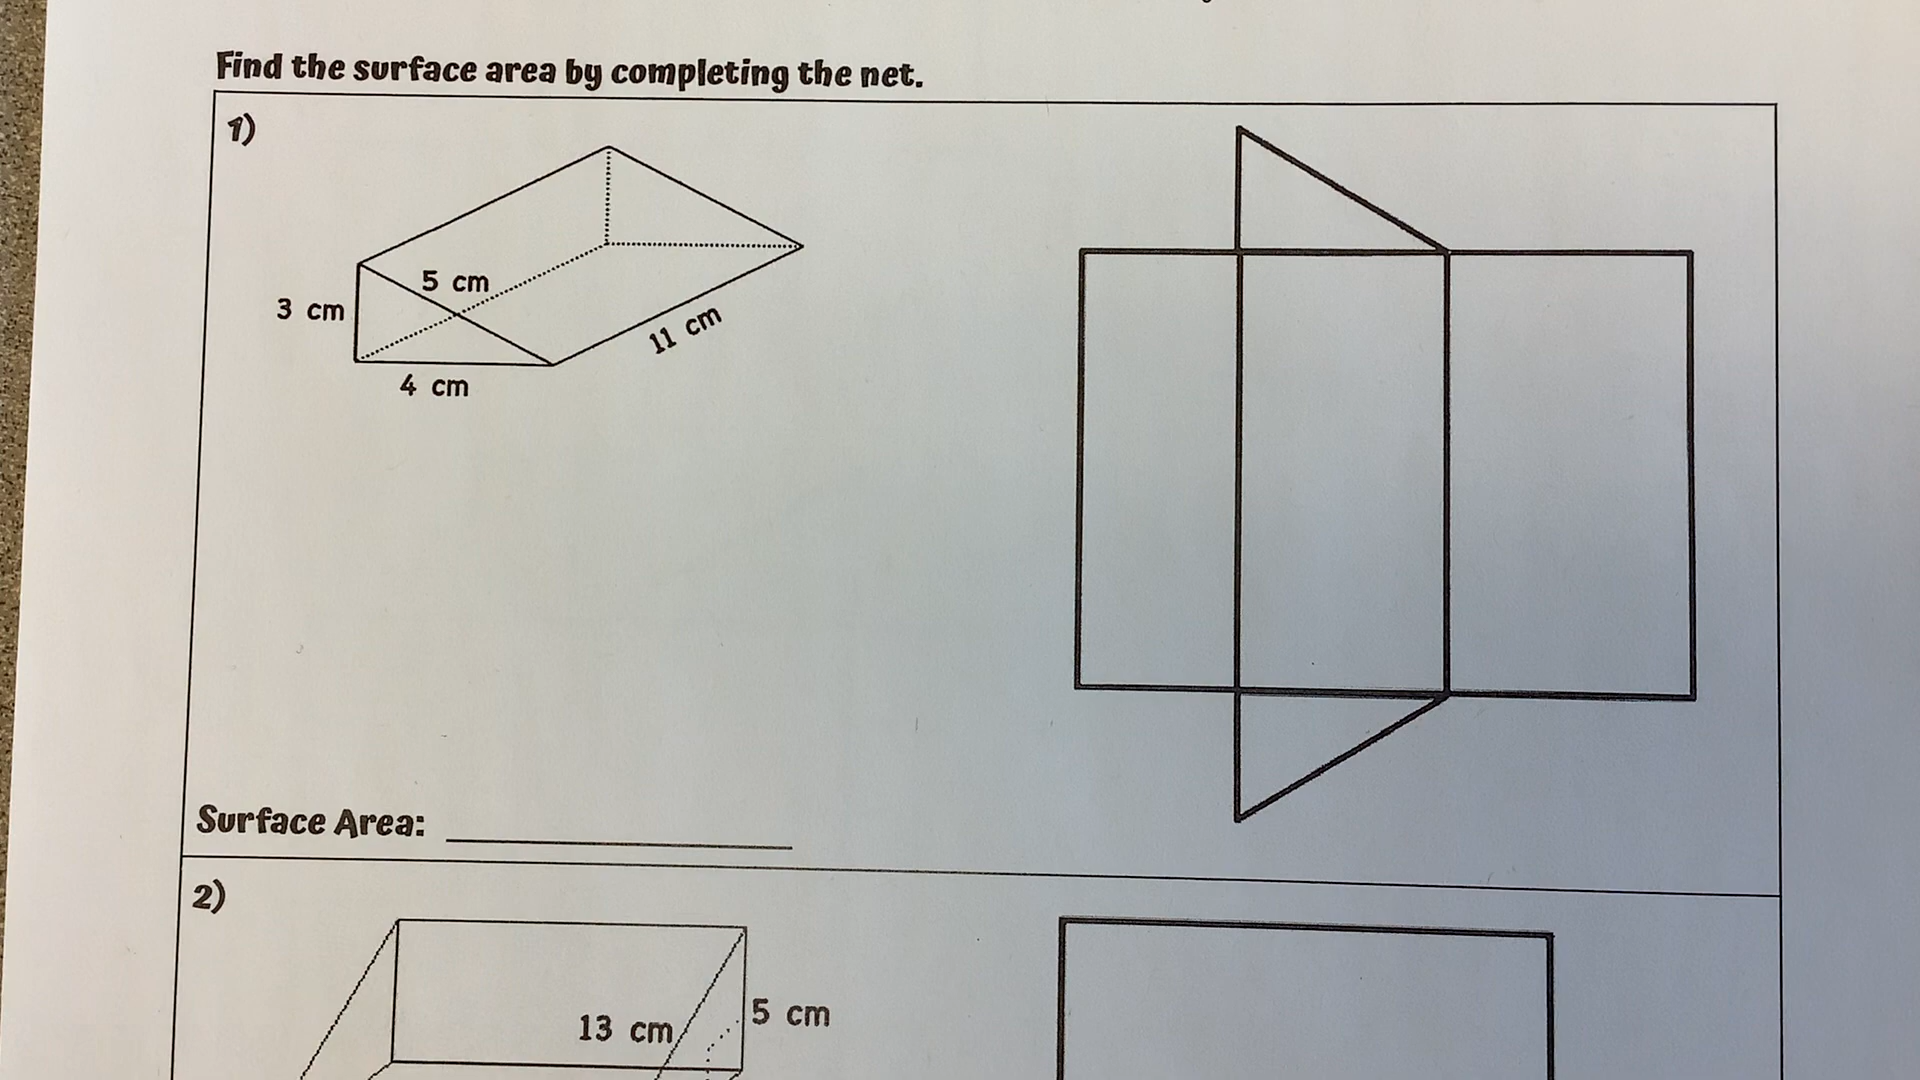 Find the surface area by completing the net.
1)
5 cm
3 cm
11 cm
4 cm
Surface Area:
2)
13 cm
5 cm